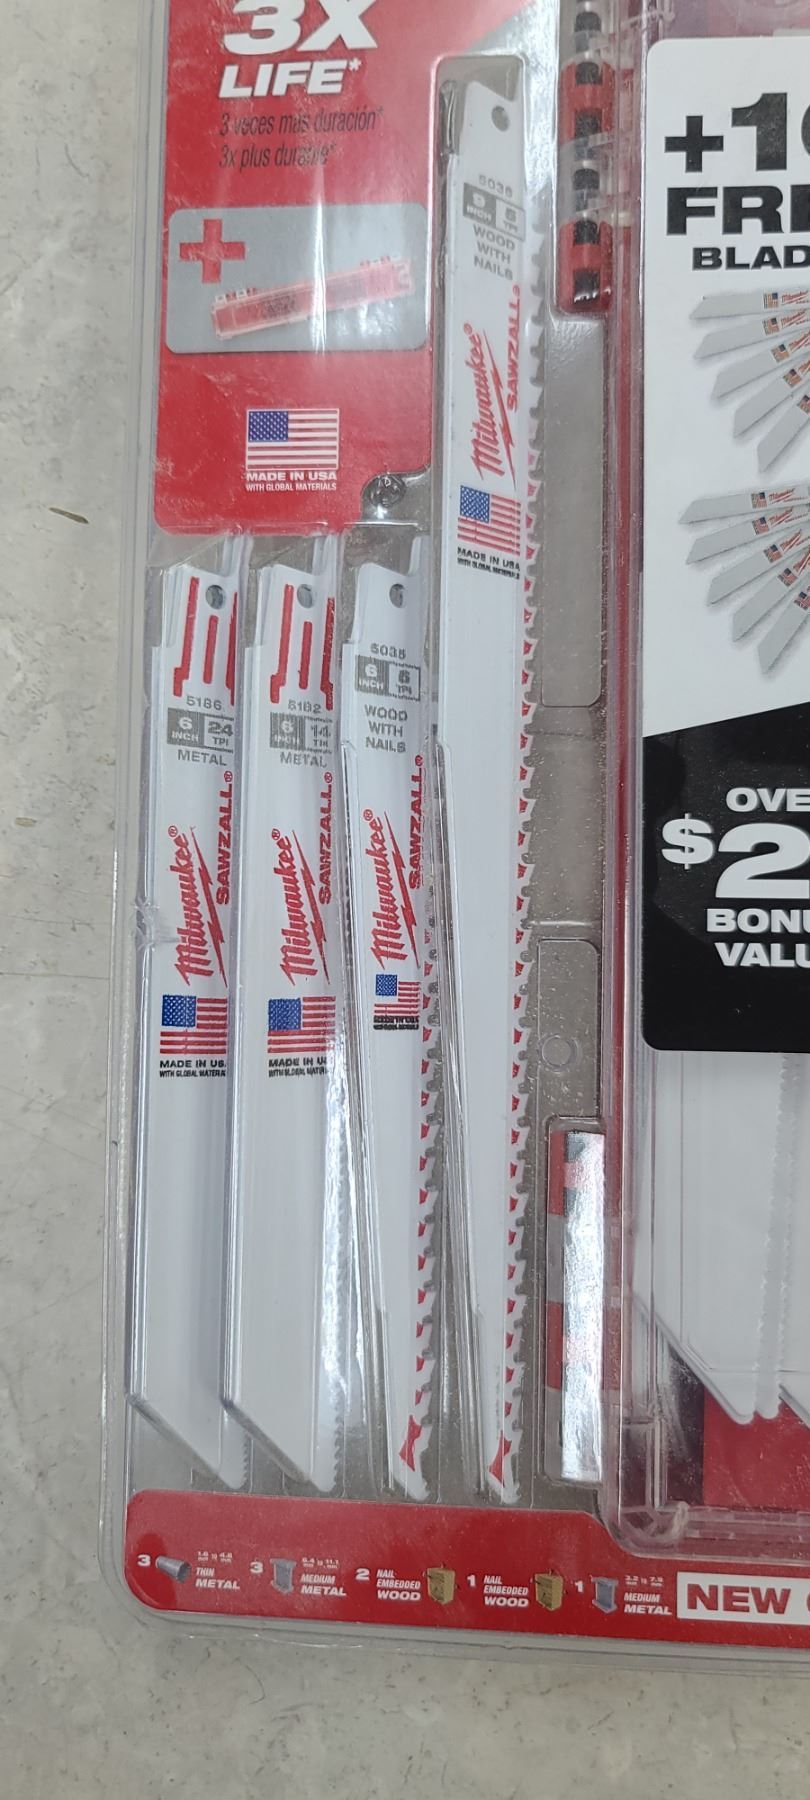 3X
LIFE*
3 veces más duración*
3x plus durable*
MADE IN USA
WITH GLOBAL MATERIALS
5036
9 INCH 5 TPI
WOOD
WITH
NAILS
Milwaukee
SAWZALL
MADE IN USA
WITH GLOBAL MATERIALS
5186
6 INCH 24 TPI
METAL
Milwaukee®
SAWZALL®
MADE IN US
WITH GLOBAL MATERIA
5182
6 INCH 14 TPI
METAL
Milwaukee®
SAWZALL®
MADE IN U
5035
6 INCH 6 TPI
WOOD
WITH
NAILS
Milwaukee®
SAWZALL®
MADE IN USA
+1
FRE
BLAD
OVE
$2
BONU
VALU
3 THIN
METAL
3 MEDIUM
METAL
2 NAIL
EMBEDDED
WOOD
1 NAIL
EMBEDDED
WOOD
1 MEDIUM
METAL
NEW